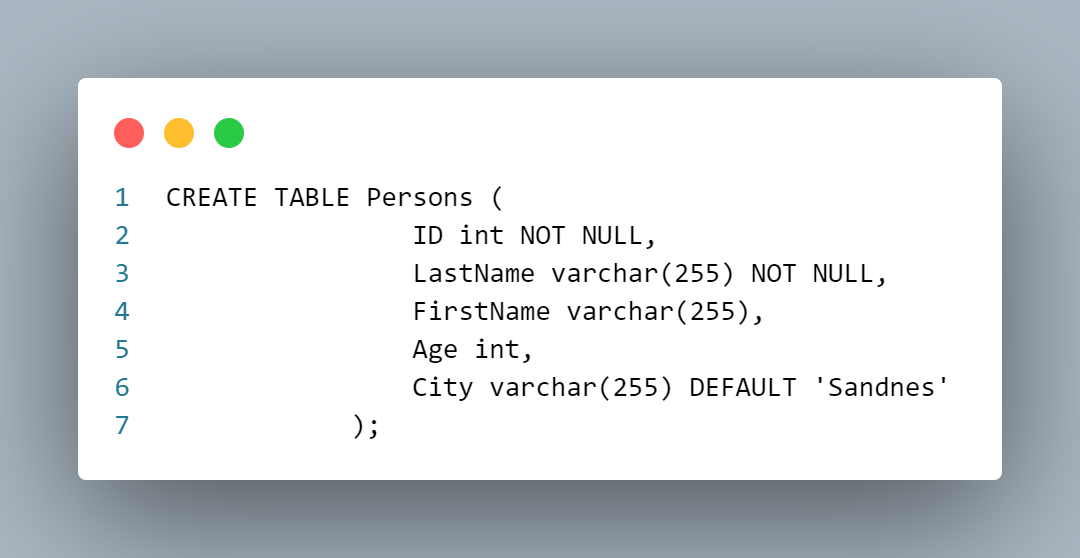 1 CREATE TABLE Persons (
2 ID int NOT NULL,
3 LastName varchar(255) NOT NULL,
4 FirstName varchar(255),
5 Age int,
6 City varchar(255) DEFAULT 'Sandnes'
7 );